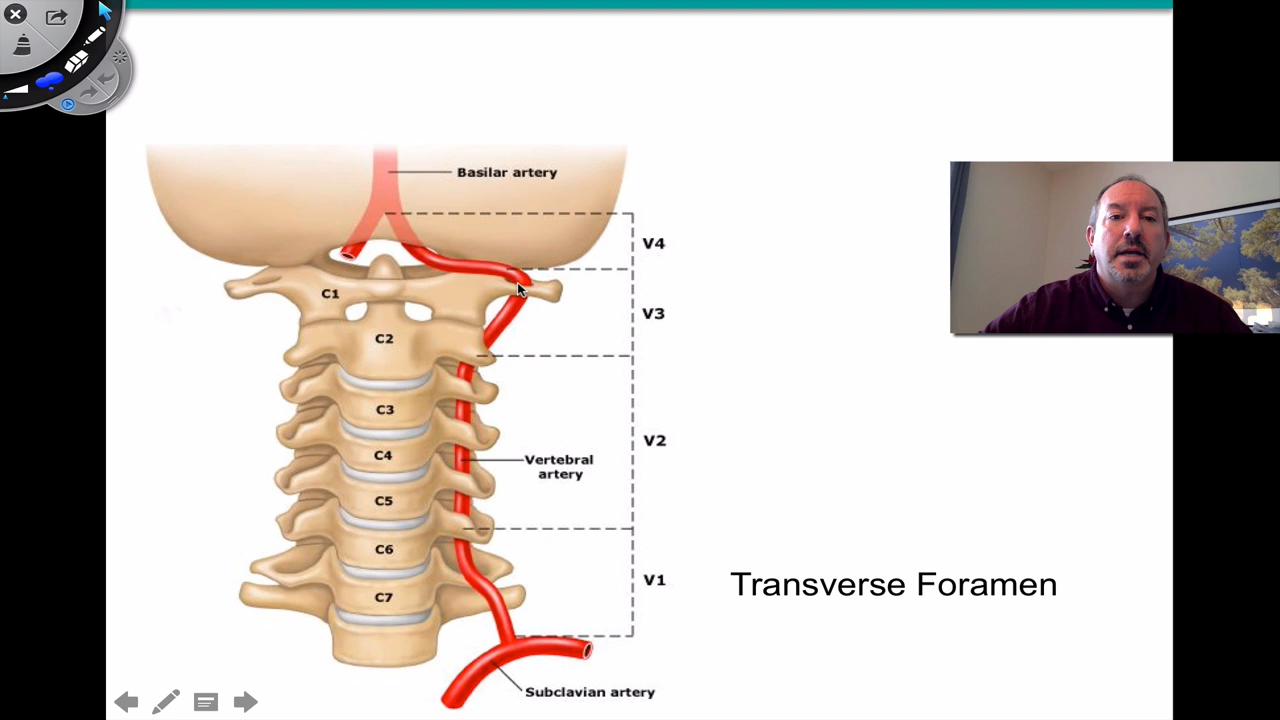 Basilar artery
V4
C1
V3
C2
C3
V2
C4
Vertebral
artery
C5
C6
V1
Transverse Foramen
C7
Subclavian artery